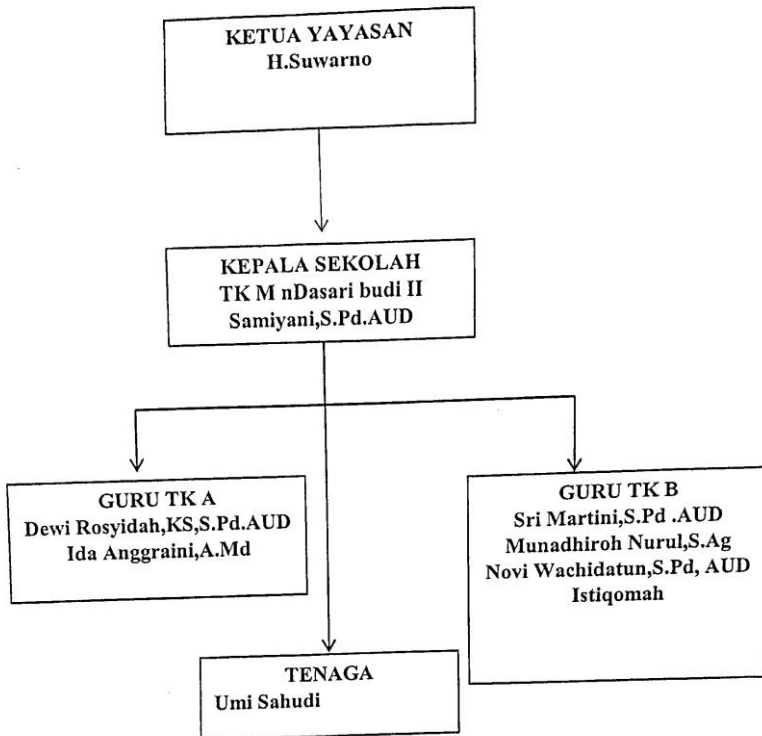 KETUA YAYASAN
H.Suwarno
KEPALA SEKOLAH
TK M nDasari budi II
Samiyani,S.Pd.AUD
GURU TK A
Dewi Rosyidah,KS,S.Pd.AUD
Ida Anggraini,A.Md
GURU TK B
Sri Martini,S.Pd .AUD
Munadhiroh Nurul,S.Ag
Novi Wachidatun,S.Pd, AUD
Istiqomah
TENAGA
Umi Sahudi